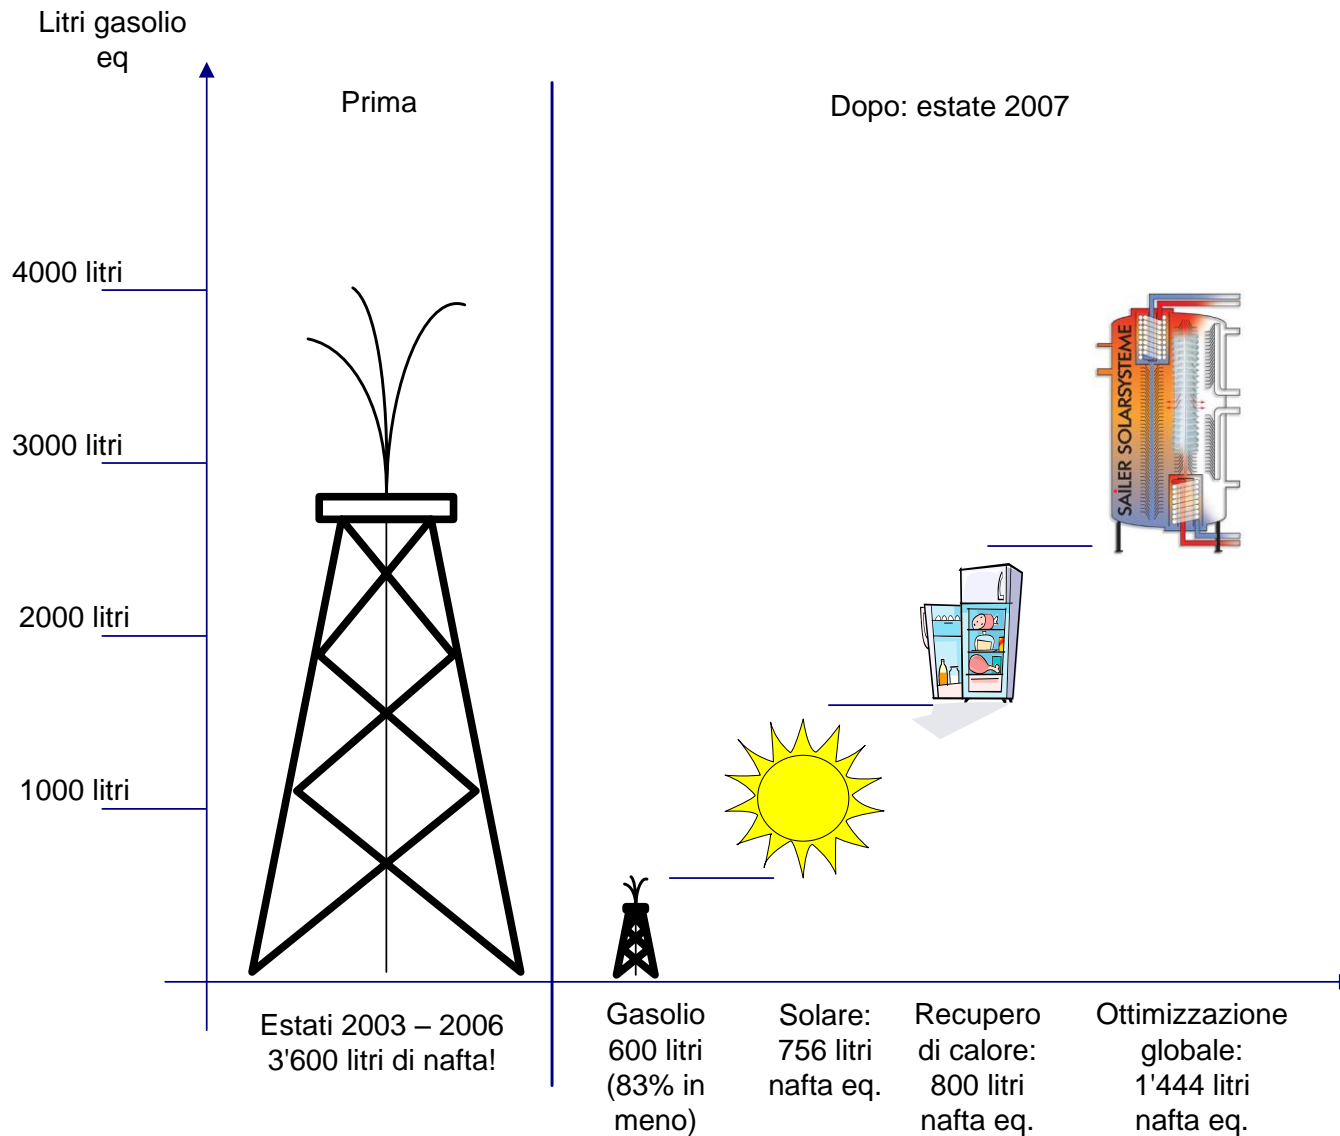 Litri gasolio
eq
Prima
Dopo: estate 2007
4000 litri
3000 litri
2000 litri
1000 litri
SAİLER SOLARSYSTEME
Estati 2003 – 2006
3'600 litri di nafta!
Gasolio
600 litri
(83% in
meno)
Solare:
756 litri
nafta eq.
Recupero
di calore:
800 litri
nafta eq.
Ottimizzazione
globale:
1'444 litri
nafta eq.